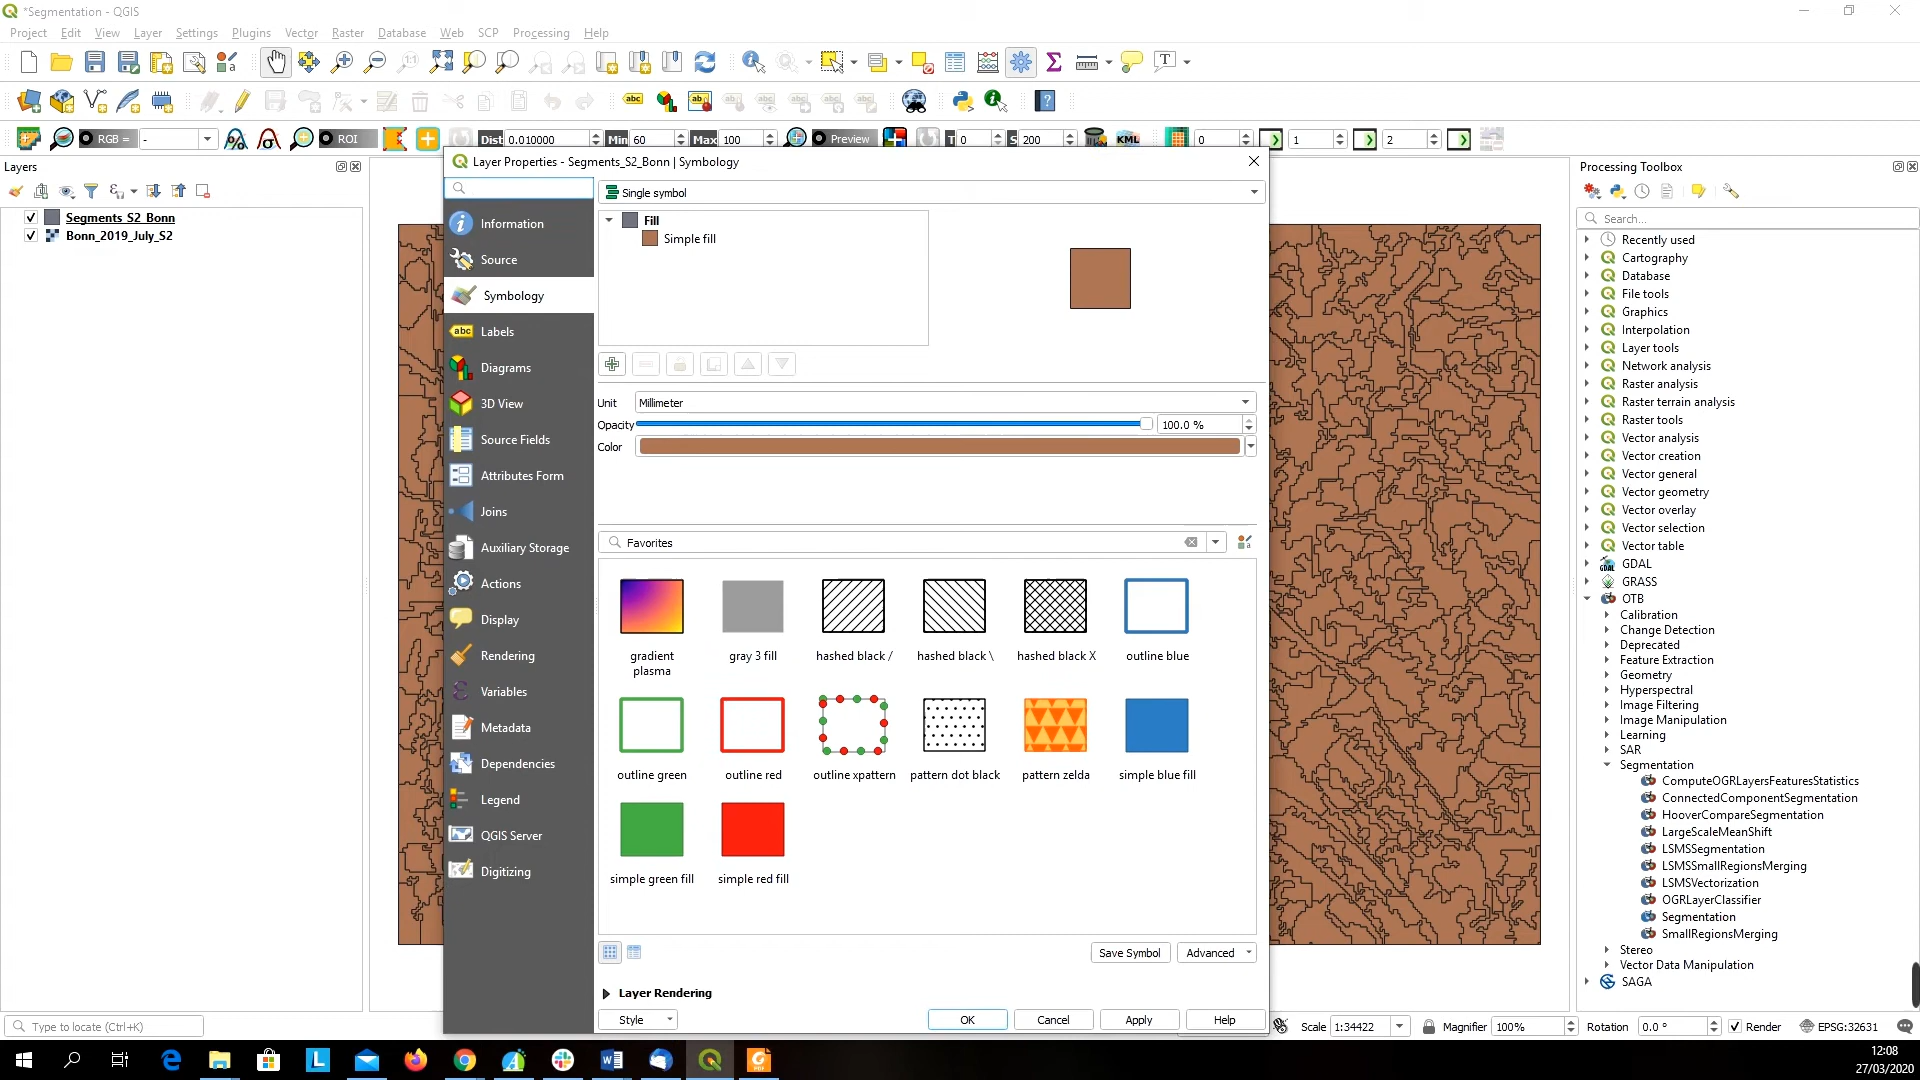 *Segmentation - QGIS
Project Edit View Layer Settings Plugins Vector Raster Database Web SCP Processing Help
RGB = - ROI Dist 0.010000 Min 60 Max 100 Preview T 0 S 200 KML 0 1 2
Layers
Segments_S2_Bonn
Bonn_2019_July_S2
Layer Properties - Segments_S2_Bonn | Symbology
Information
Source
Symbology
Labels
Diagrams
3D View
Source Fields
Attributes Form
Joins
Auxiliary Storage
Actions
Display
Rendering
Variables
Metadata
Dependencies
Legend
QGIS Server
Digitizing
Single symbol
Fill
Simple fill
Unit Millimeter
Opacity 100.0 %
Color
Favorites
gradient plasma
gray 3 fill
hashed black /
hashed black \
hashed black X
outline blue
outline green
outline red
outline xpattern
pattern dot black
pattern zelda
simple blue fill
simple green fill
simple red fill
Save Symbol Advanced
Layer Rendering
Style OK Cancel Apply Help
Processing Toolbox
Search...
Recently used
Cartography
Database
File tools
Graphics
Interpolation
Layer tools
Network analysis
Raster analysis
Raster terrain analysis
Raster tools
Vector analysis
Vector creation
Vector general
Vector geometry
Vector overlay
Vector selection
Vector table
GDAL
GRASS
OTB
Calibration
Change Detection
Deprecated
Feature Extraction
Geometry
Hyperspectral
Image Filtering
Image Manipulation
Learning
SAR
Segmentation
ComputeOGRLayersFeaturesStatistics
ConnectedComponentSegmentation
HooverCompareSegmentation
LargeScaleMeanShift
LSMSSegmentation
LSMSSmallRegionsMerging
LSMSVectorization
OGRLayerClassifier
Segmentation
SmallRegionsMerging
Stereo
Vector Data Manipulation
SAGA
Type to locate (Ctrl+K)
Scale 1:34422 Magnifier 100% Rotation 0.0 ° Render EPSG:32631
12:08
27/03/2020